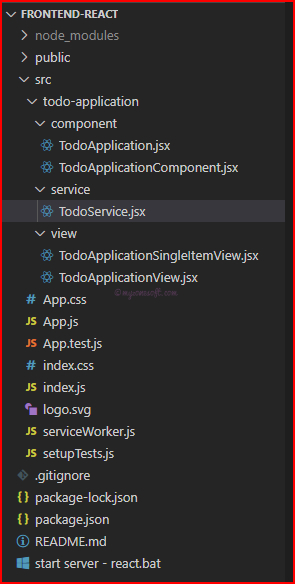 FRONTEND-REACT
node_modules
public
src
todo-application
component
TodoApplication.jsx
TodoApplicationComponent.jsx
service
TodoService.jsx
view
TodoApplicationSingleItemView.jsx
TodoApplicationView.jsx
# App.css
JS App.js
JS App.test.js
# index.css
JS index.js
logo.svg
JS serviceWorker.js
JS setupTests.js
.gitignore
{} package-lock.json
{} package.json
README.md
start server - react.bat